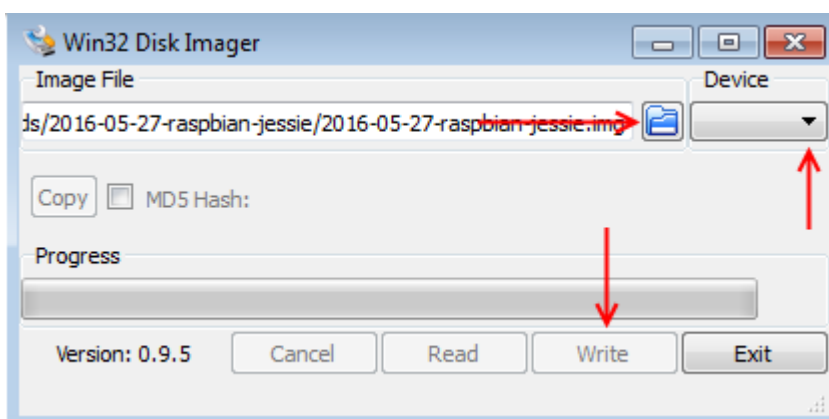 Win32 Disk Imager
Image File
Device
ds/2016-05-27-raspbian-jessie/2016-05-27-raspbian-jessie.img
Copy
MD5 Hash:
Progress
Version: 0.9.5
Cancel
Read
Write
Exit